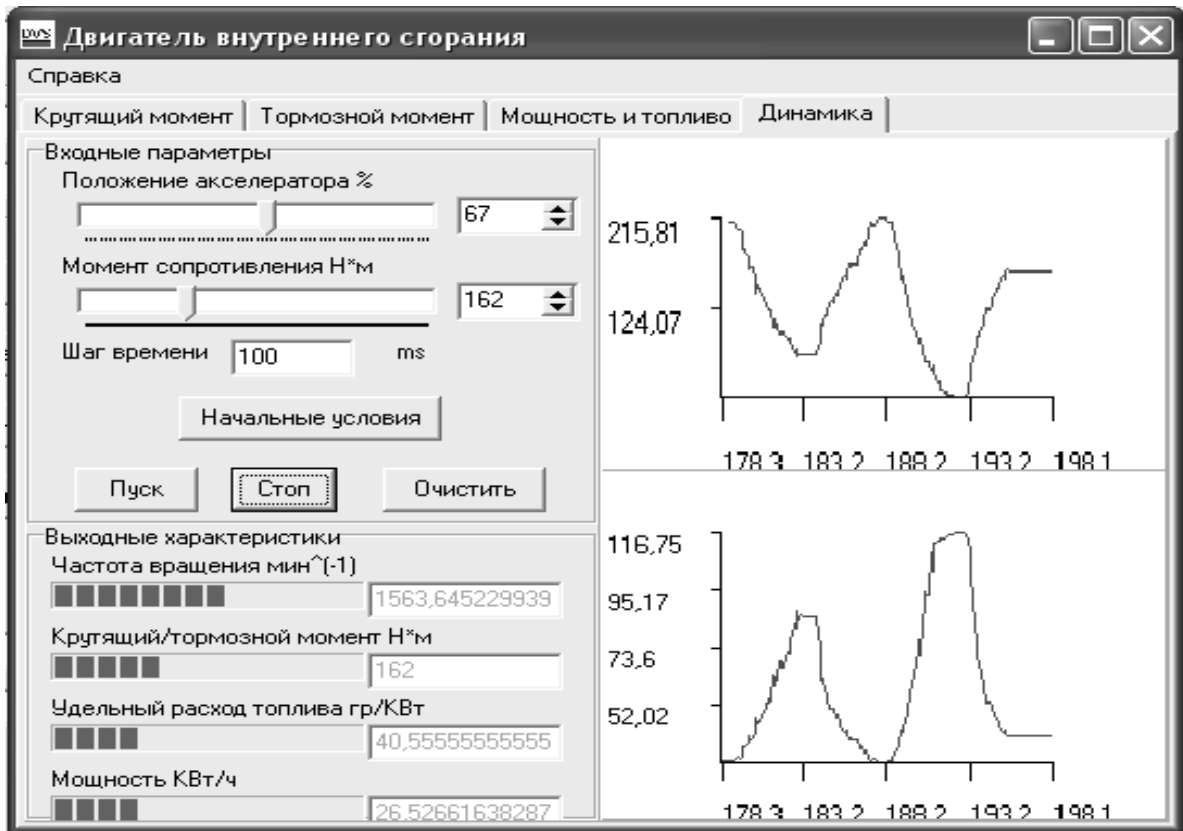 DVS Двигатель внутреннего сгорания
Справка
Крутящий момент Тормозной момент Мощность и топливо Динамика
Входные параметры
Положение акселератора %
67
Момент сопротивления Н*м
162
Шаг времени 100 ms
Начальные условия
Пуск Стоп Очистить
Выходные характеристики
Частота вращения мин^(-1)
1563,645229939
Крутящий/тормозной момент Н*м
162
Удельный расход топлива гр/КВт
40,55555555555
Мощность КВт/ч
26,52661638287
215,81
124,07
178,3 183,2 188,2 193,2 198,1
116,75
95,17
73,6
52,02
178,3 183,2 188,2 193,2 198,1